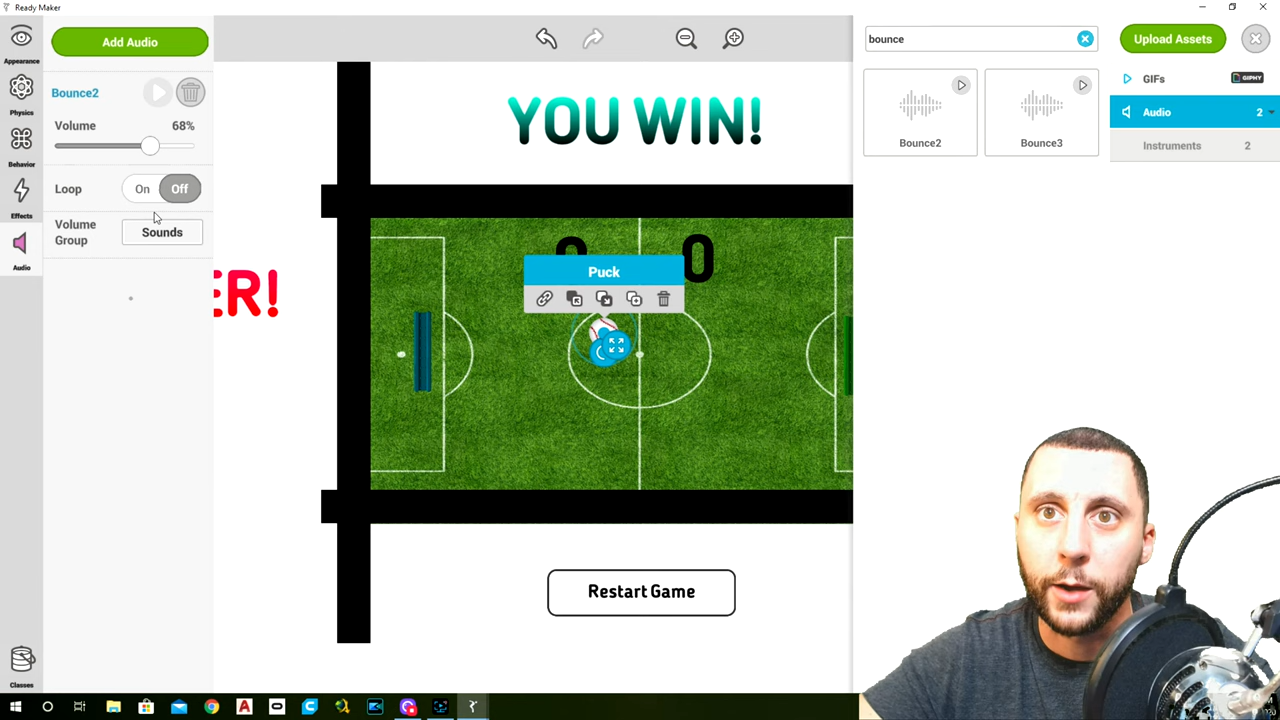 Ready Maker
Appearance
Physics
Behavior
Effects
Audio
Classes
Add Audio
Bounce2
Volume 68%
Loop On Off
Volume Group Sounds
YOU WIN!
ER!
0 0
Puck
Restart Game
bounce
Upload Assets
Bounce2 Bounce3
GIFs GIPHY
Audio 2
Instruments 2